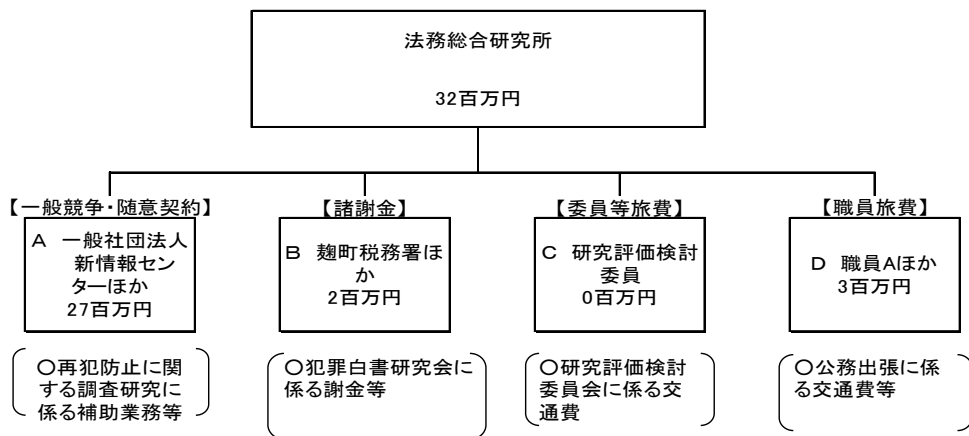 法務総合研究所
32百万円
【一般競争・随意契約】
A 一般社団法人
新情報セン
ターほか
27百万円
〇再犯防止に関
する調査研究に
係る補助業務等
【諸謝金】
B 麹町税務署ほ
か
2百万円
〇犯罪白書研究会に
係る謝金等
【委員等旅費】
C 研究評価検討
委員
0百万円
〇研究評価検討
委員会に係る交
通費
【職員旅費】
D 職員Aほか
3百万円
〇公務出張に係
る交通費等